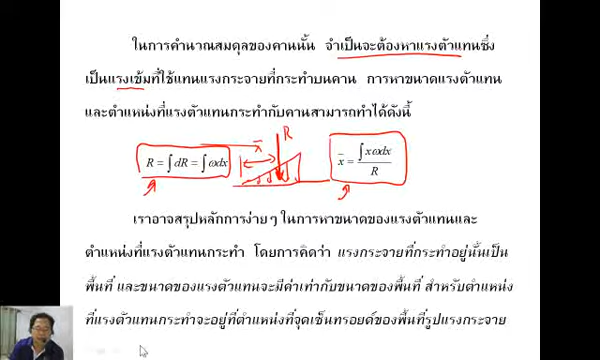 ในการคำนาณสมดุลของคานนั้น จำเป็นจะต้องหาแรงตัวแทนซึ่ง
เป็นแรงเข้มที่ใช้แทนแรงกระจายที่กระทำบนคาน การหาขนาดแรงตัวแทน
และตำแหน่งที่แรงตัวแทนกระทำกับคานสามารถทำได้ดังนี้
R = ∫dR = ∫ωdx x̄ R x̄ = ∫xωdx / R
เราอาจสรุปหลักการง่ายๆ ในการหาขนาดของแรงตัวแทนและ
ตำแหน่งที่แรงตัวแทนกระทำ โดยการคิดว่า แรงกระจายที่กระทำอยู่นั้นเป็น
พื้นที่ และขนาดของแรงตัวแทนจะมีค่าเท่ากับขนาดของพื้นที่ สำหรับตำแหน่ง
ที่แรงตัวแทนกระทำจะอยู่ที่ตำแหน่งที่จุดเซ็นทรอยด์ของพื้นที่รูปแรงกระจาย